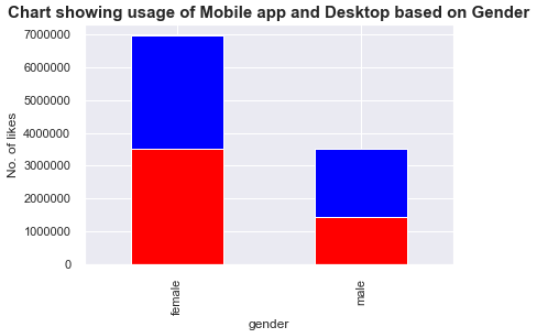 Chart showing usage of Mobile app and Desktop based on Gender
7000000
6000000
5000000
4000000
3000000
2000000
1000000
0
No. of likes
female
male
gender